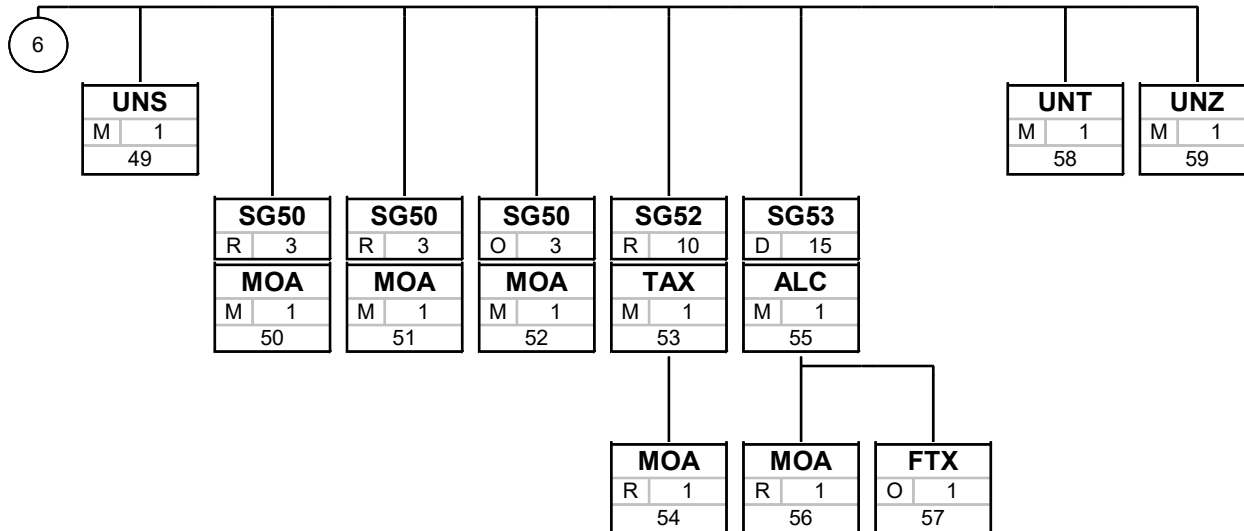 6
UNS
M 1
49
UNT
M 1
58
UNZ
M 1
59
SG50
R 3
MOA
M 1
50
SG50
R 3
MOA
M 1
51
SG50
O 3
MOA
M 1
52
SG52
R 10
TAX
M 1
53
SG53
D 15
ALC
M 1
55
MOA
R 1
54
MOA
R 1
56
FTX
O 1
57